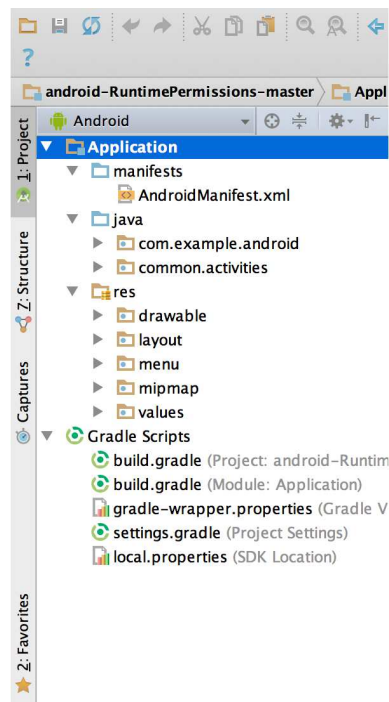 ?
android-RuntimePermissions-master
Appl
Android
1: Project
Application
manifests
AndroidManifest.xml
java
com.example.android
common.activities
res
drawable
layout
menu
mipmap
values
Gradle Scripts
build.gradle (Project: android-Runtim
build.gradle (Module: Application)
gradle-wrapper.properties (Gradle V
settings.gradle (Project Settings)
local.properties (SDK Location)
Z: Structure
Captures
2: Favorites